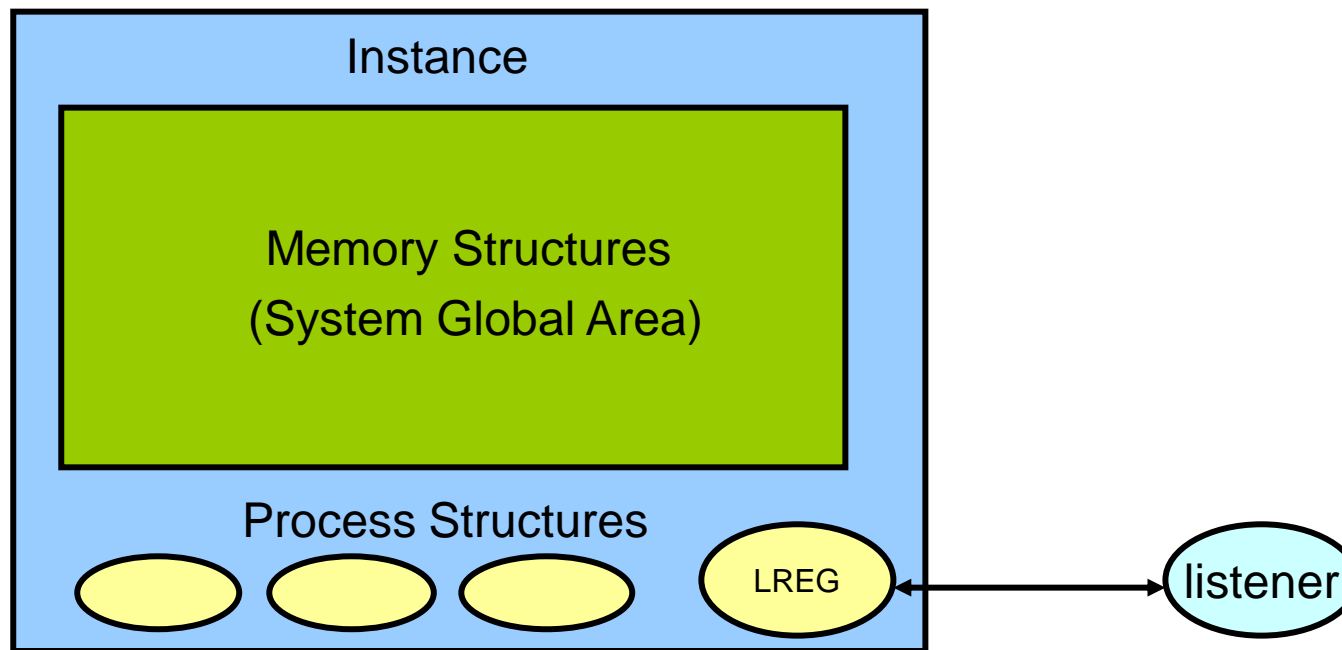 Instance
Memory Structures
(System Global Area)
Process Structures
LREG
listener